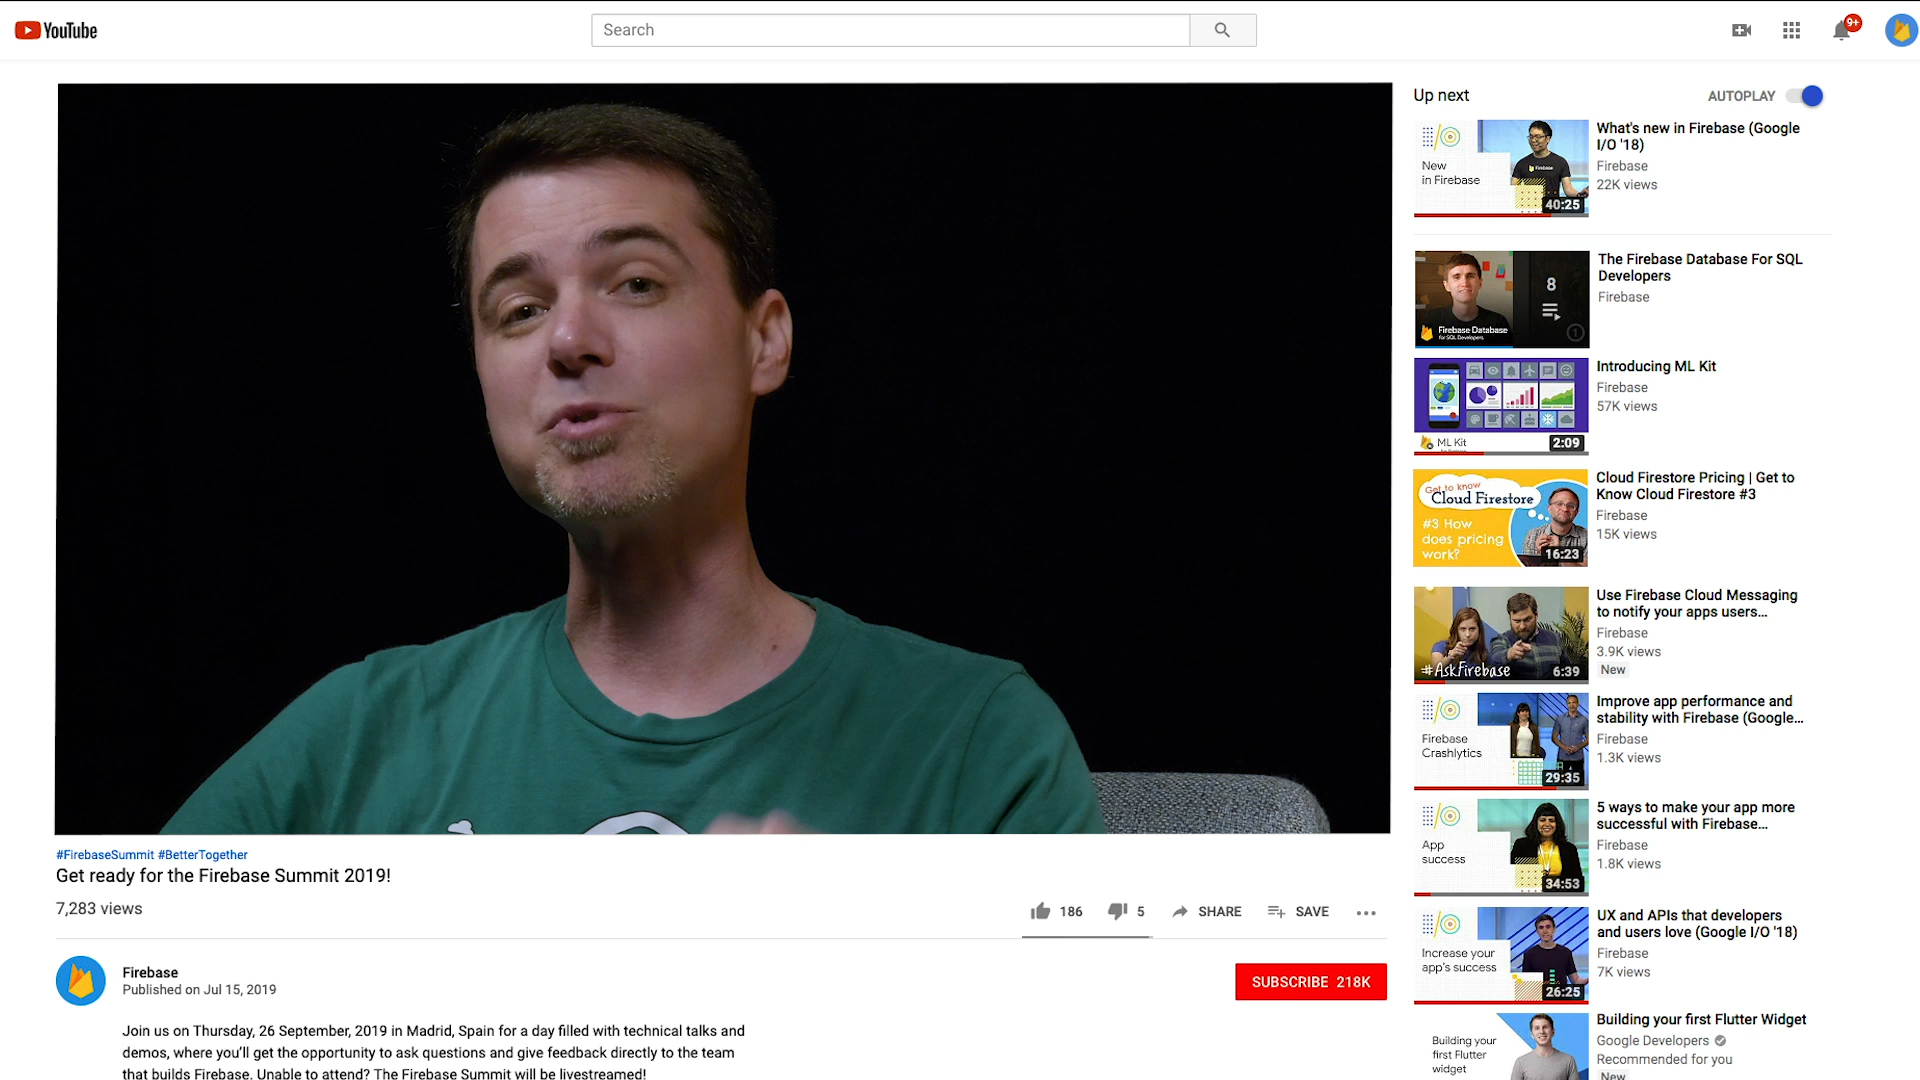 YouTube
Search
9+
#FirebaseSummit #BetterTogether
Get ready for the Firebase Summit 2019!
7,283 views
186
5
SHARE
SAVE
Firebase
Published on Jul 15, 2019
SUBSCRIBE 218K
Join us on Thursday, 26 September, 2019 in Madrid, Spain for a day filled with technical talks and
demos, where you'll get the opportunity to ask questions and give feedback directly to the team
that builds Firebase. Unable to attend? The Firebase Summit will be livestreamed!
Up next
AUTOPLAY
New
in Firebase
Firebase
40:25
What's new in Firebase (Google
I/O '18)
Firebase
22K views
Firebase Database
for SQL Developers
8
1
The Firebase Database For SQL
Developers
Firebase
ML Kit
2:09
Introducing ML Kit
Firebase
57K views
Get to know
Cloud Firestore
#3 How
does pricing
work?
16:23
Cloud Firestore Pricing | Get to
Know Cloud Firestore #3
Firebase
15K views
#AskFirebase
6:39
Use Firebase Cloud Messaging
to notify your apps users...
Firebase
3.9K views
New
Firebase
Crashlytics
29:35
Improve app performance and
stability with Firebase (Google...
Firebase
1.3K views
App
success
34:53
5 ways to make your app more
successful with Firebase...
Firebase
1.8K views
Increase your
app's success
26:25
UX and APIs that developers
and users love (Google I/O '18)
Firebase
7K views
Building your
first Flutter
widget
Building your first Flutter Widget
Google Developers
Recommended for you
New